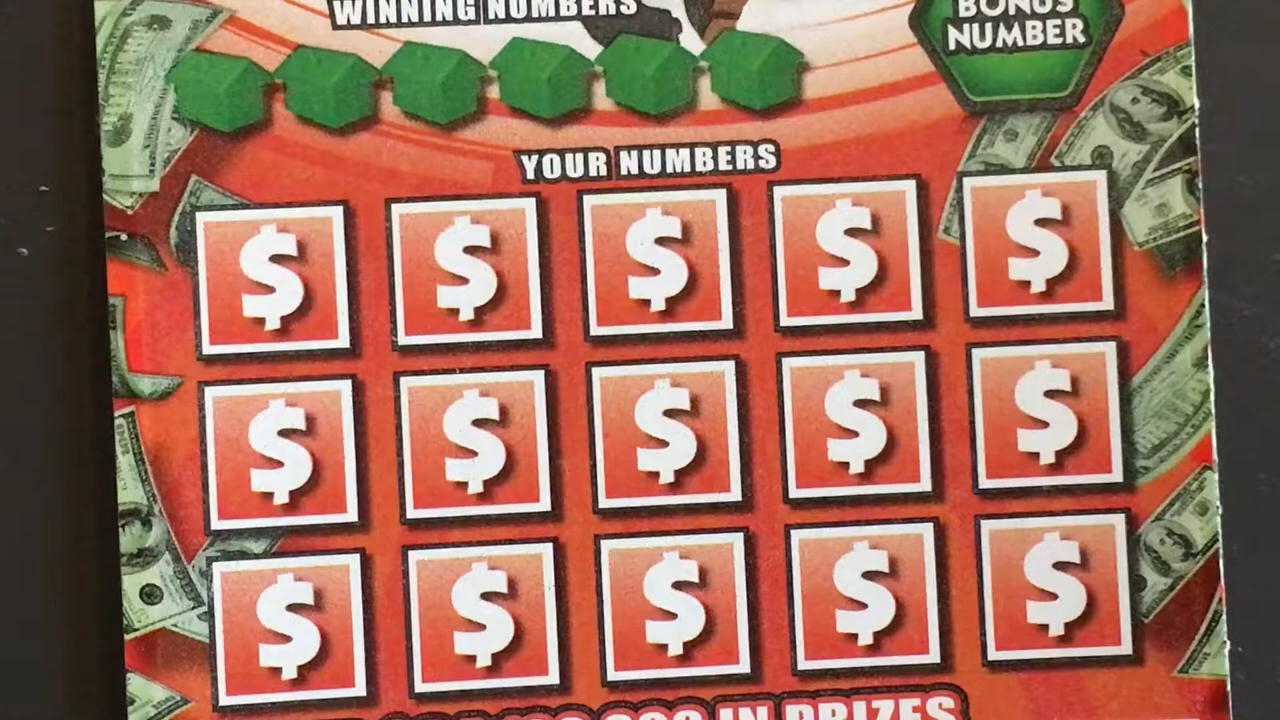 WINNING NUMBERS
BONUS
NUMBER
YOUR NUMBERS
$ $ $ $ $
$ $ $ $ $
$ $ $ $ $
IN PRIZES